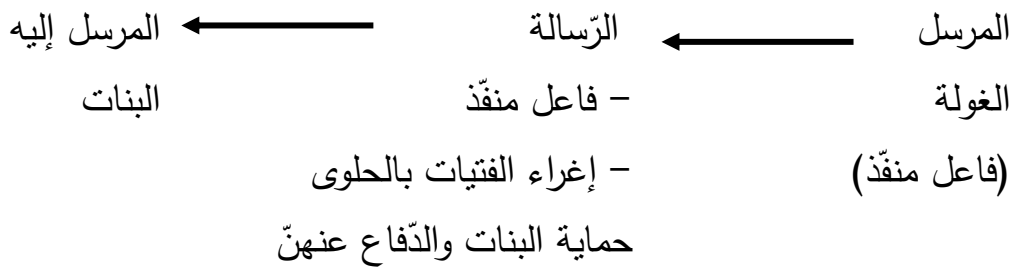 المرسل الرّسالة المرسل إليه
الغولة – فاعل منفّذ البنات
(فاعل منفّذ) – إغراء الفتيات بالحلوى
حماية البنات والدّفاع عنهنّ